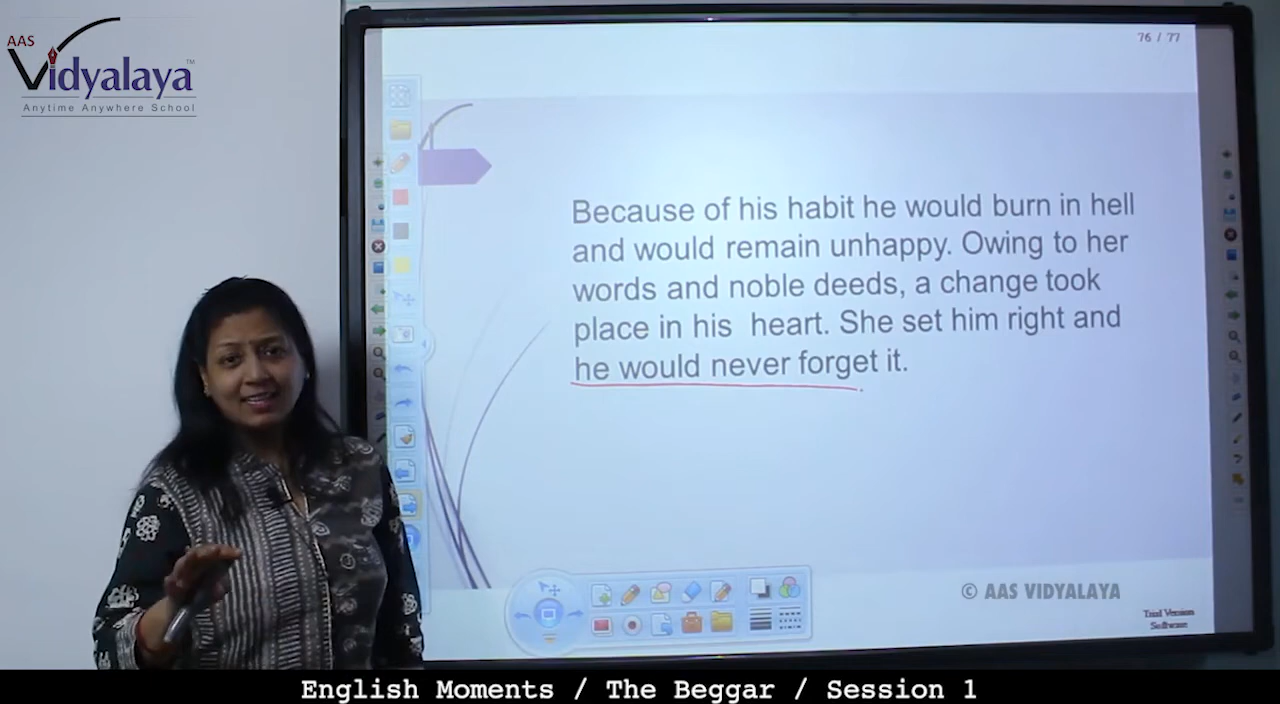 AAS
Vidyalaya™
Anytime Anywhere School
76 / 77
Because of his habit he would burn in hell
and would remain unhappy. Owing to her
words and noble deeds, a change took
place in his heart. She set him right and
he would never forget it.
© AAS VIDYALAYA
Trial Version
Software
English Moments / The Beggar / Session 1